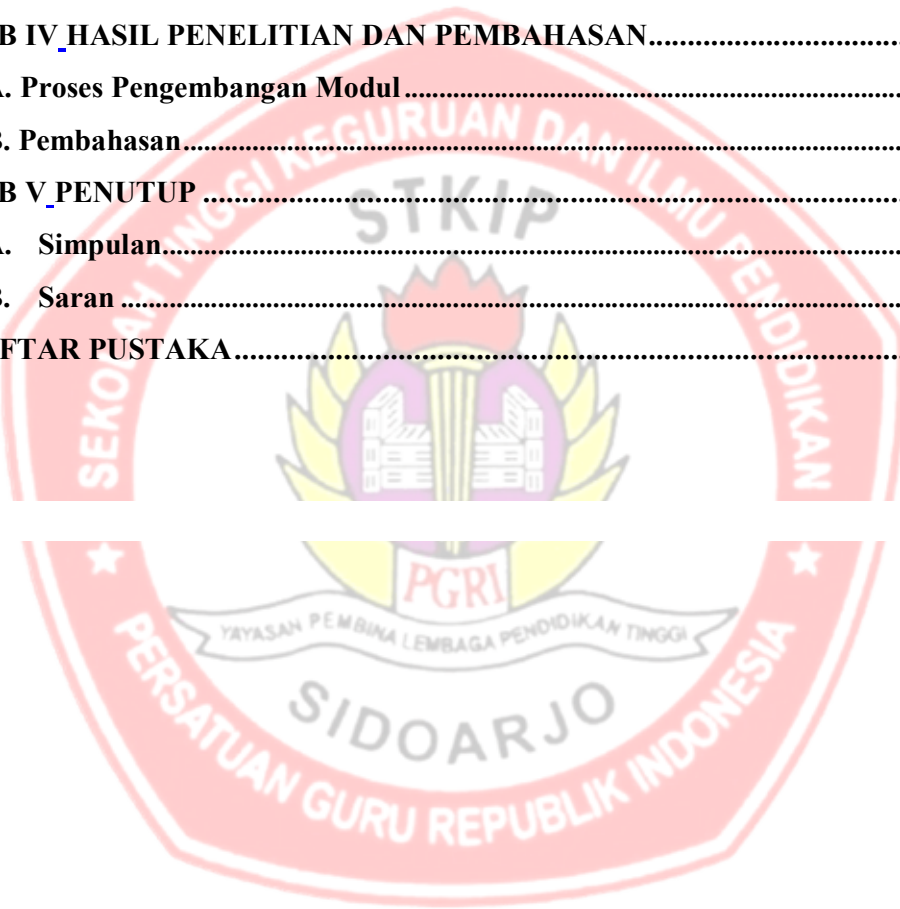 B IV HASIL PENELITIAN DAN PEMBAHASAN................................
A. Proses Pengembangan Modul................................................................
B. Pembahasan................................................................................................
B V PENUTUP................................................................................................
A. Simpulan................................................................................................
B. Saran................................................................................................
FTAR PUSTAKA................................................................................
SEKOLAH TINGGI KEGURUAN DAN ILMU PENDIDIKAN
STKIP
PGRI
YAYASAN PEMBINA LEMBAGA PENDIDIKAN TINGGI
SIDOARJO
PERSATUAN GURU REPUBLIK INDONESIA